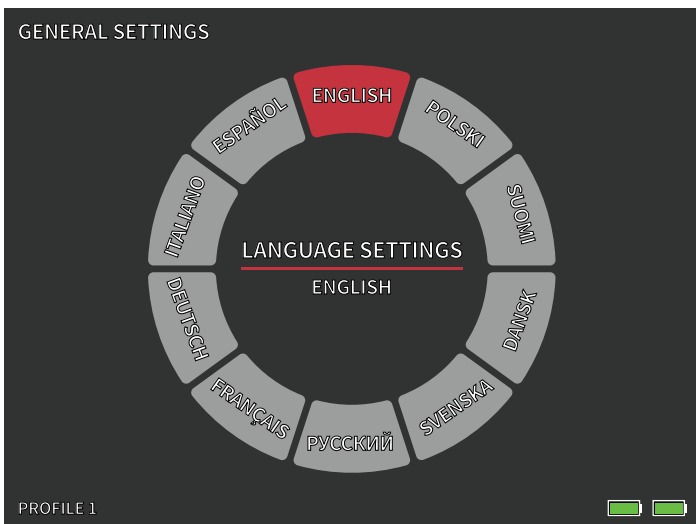 GENERAL SETTINGS
ENGLISH
POLSKI
SUOMI
DANSK
SVENSKA
РУССКИЙ
FRANÇAIS
DEUTSCH
ITALIANO
ESPAÑOL
LANGUAGE SETTINGS
ENGLISH
PROFILE 1